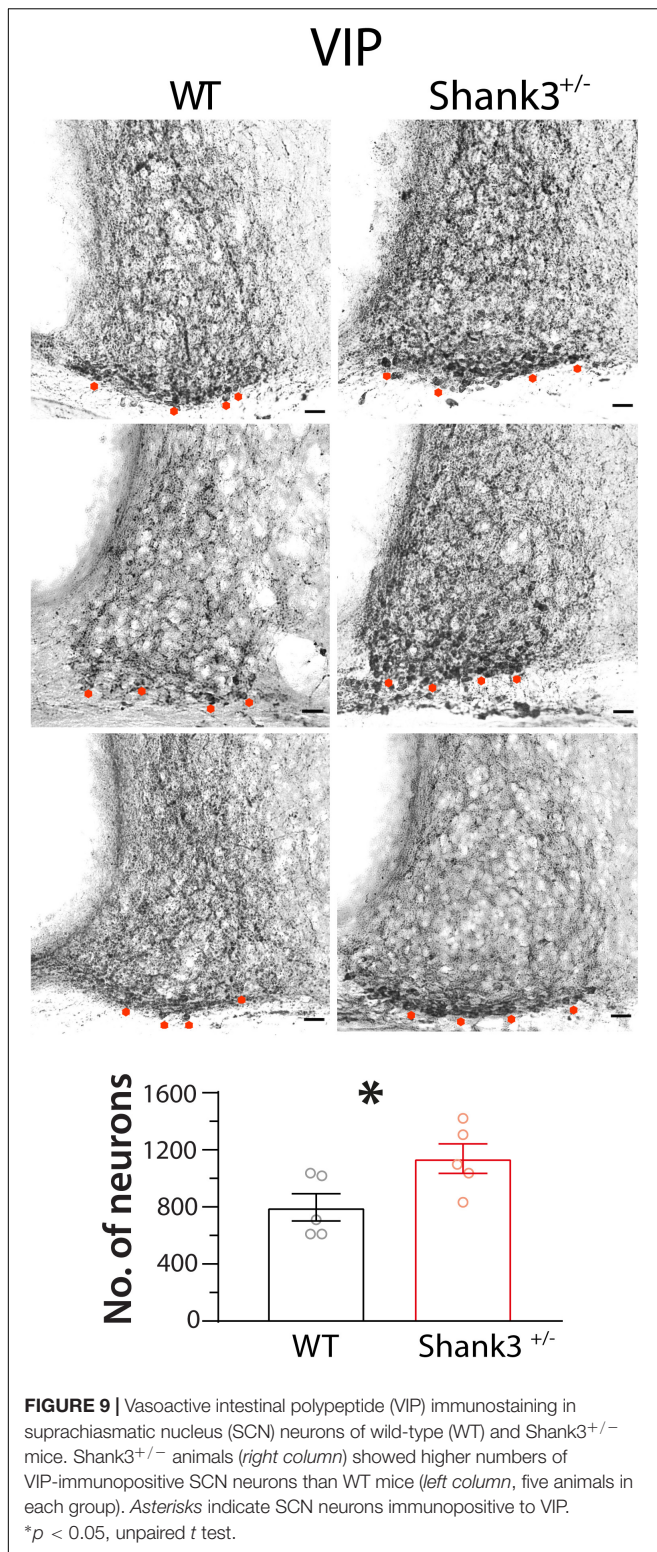 VIP
WT Shank3+/-
*
1600
1200
800
400
0
No. of neurons
WT Shank3 +/-
FIGURE 9 | Vasoactive intestinal polypeptide (VIP) immunostaining in
suprachiasmatic nucleus (SCN) neurons of wild-type (WT) and Shank3+/−
mice. Shank3+/− animals (right column) showed higher numbers of
VIP-immunopositive SCN neurons than WT mice (left column, five animals in
each group). Asterisks indicate SCN neurons immunopositive to VIP.
*p < 0.05, unpaired t test.